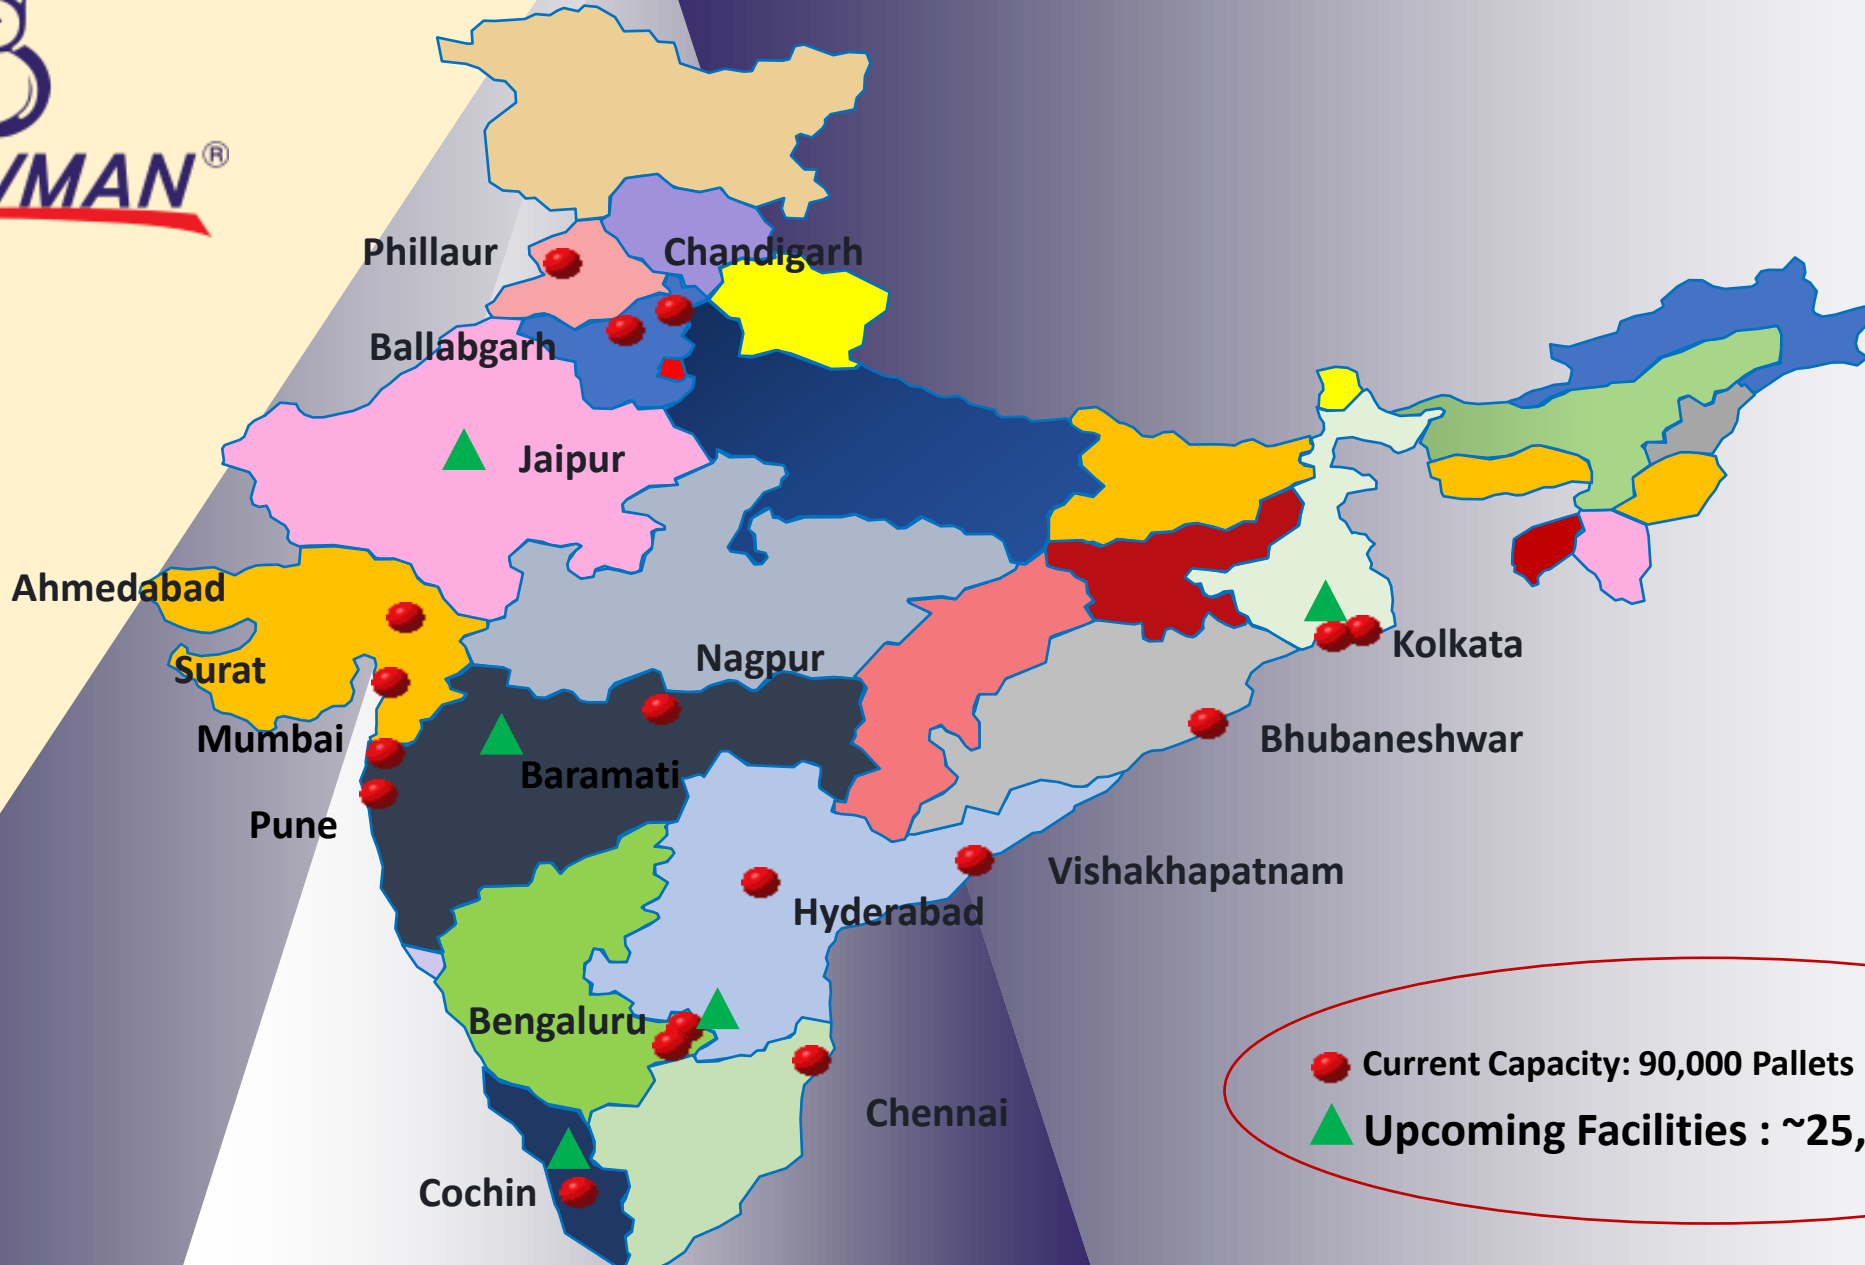 MAN®
Phillaur
Chandigarh
Ballabgarh
Jaipur
Ahmedabad
Surat
Nagpur
Kolkata
Mumbai
Baramati
Bhubaneshwar
Pune
Vishakhapatnam
Hyderabad
Bengaluru
Current Capacity: 90,000 Pallets
Chennai
Upcoming Facilities : ~25,
Cochin